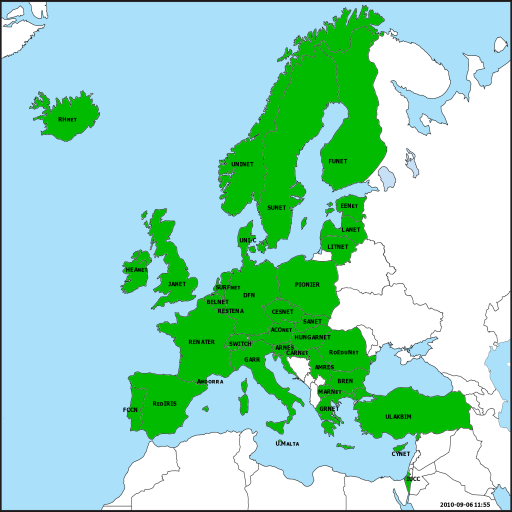 RHnet
UNINET
FUNET
SUNET
EENet
LANET
LITNET
UNI-C
HEAnet
JANET
SURFnet
DFN
PIONIER
BELNET
RESTENA
CESNET
SANET
ACOnet
HUNGARNET
RENATER
SWITCH
ARNES
CARNet
RoEduNet
GARR
AMRES
Andorra
BREN
MARNet
FCCN
RedIRIS
GRNET
ULAKBIM
U.Malta
CYNET
IUCC
2010-09-06 11:55